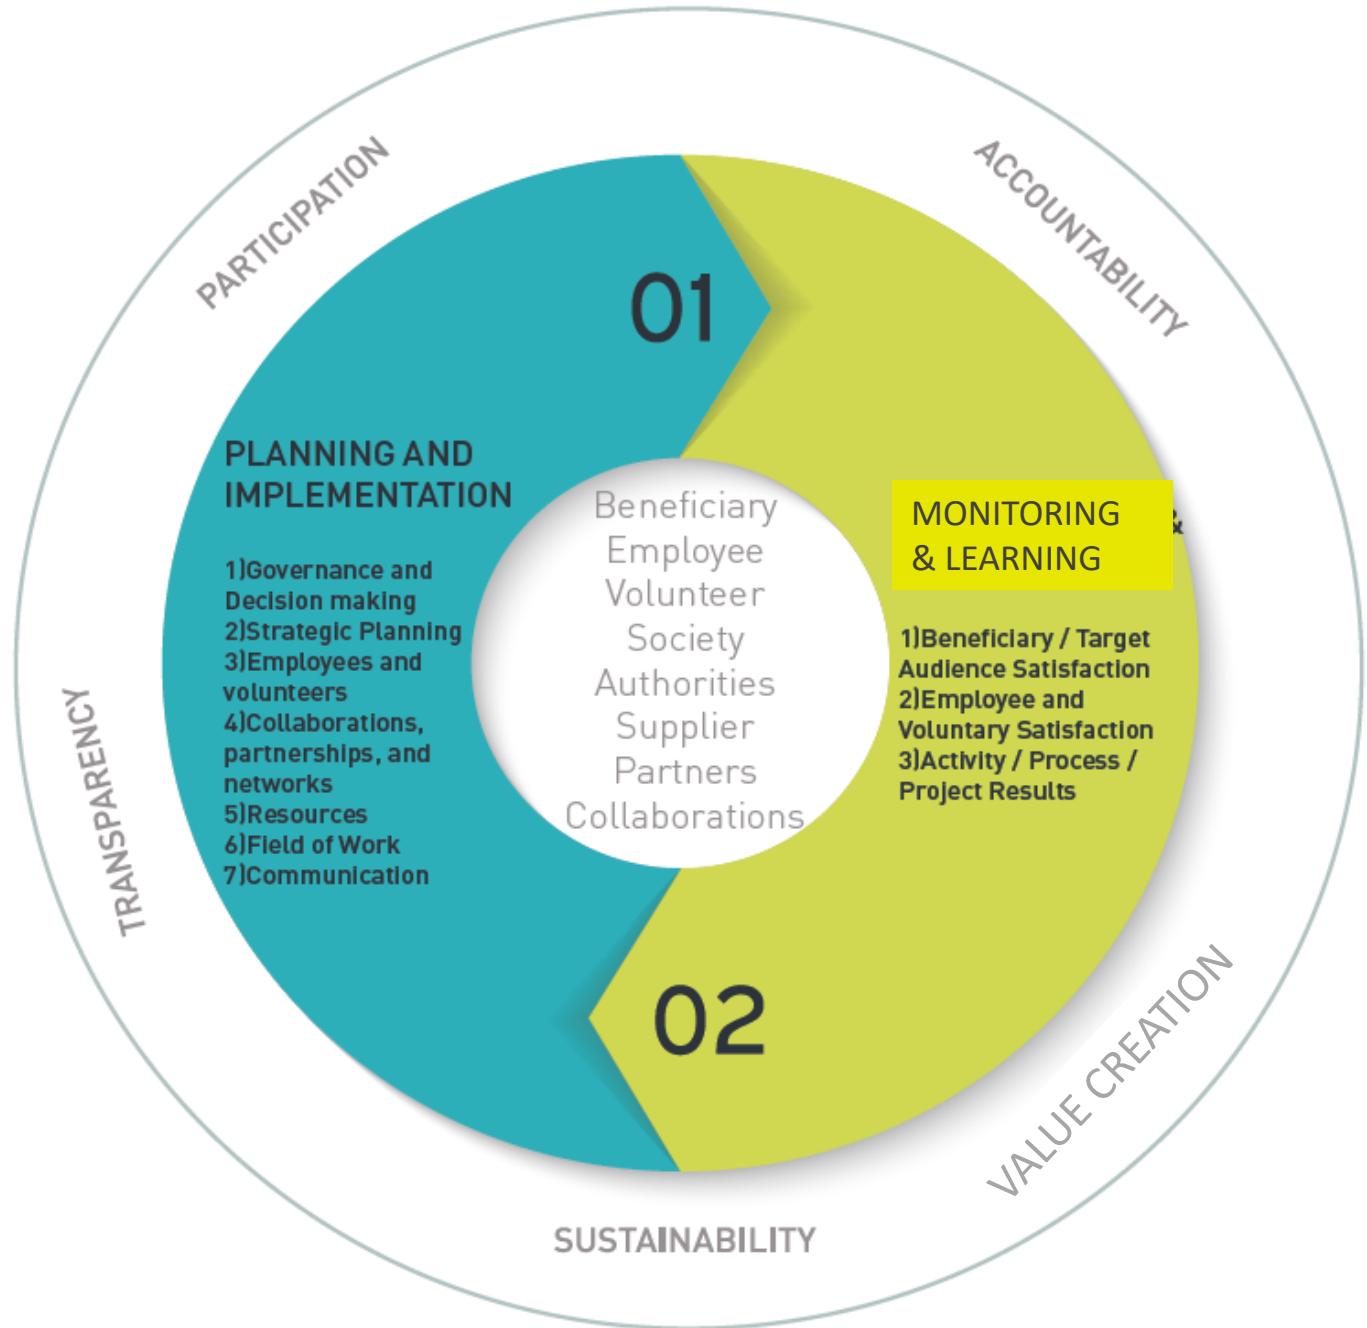 PARTICIPATION
ACCOUNTABILITY
01
PLANNING AND
IMPLEMENTATION
1)Governance and
Decision making
2)Strategic Planning
3)Employees and
volunteers
4)Collaborations,
partnerships, and
networks
5)Resources
6)Field of Work
7)Communication
Beneficiary
Employee
Volunteer
Society
Authorities
Supplier
Partners
Collaborations
MONITORING
& LEARNING
&
1)Beneficiary / Target
Audience Satisfaction
2)Employee and
Voluntary Satisfaction
3)Activity / Process /
Project Results
TRANSPARENCY
02
VALUE CREATION
SUSTAINABILITY